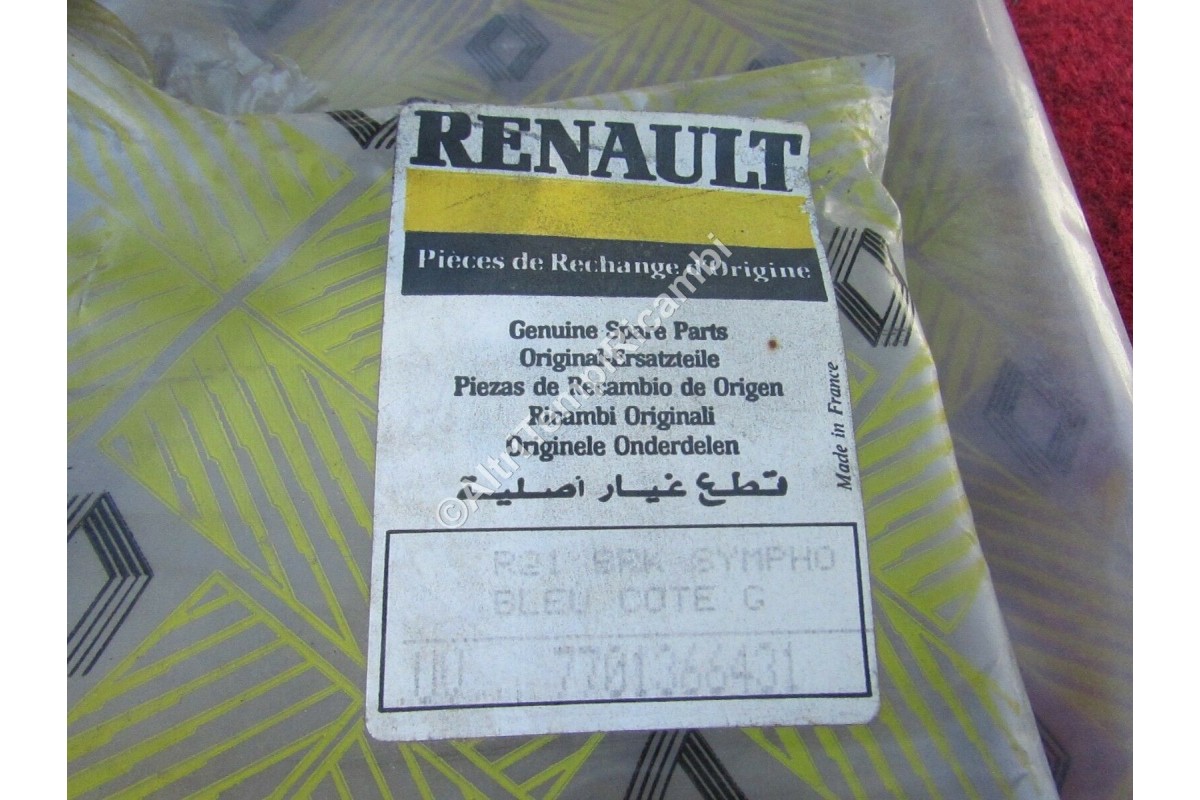 RENAULT
Pièces de Rechange d'Origine
Genuine Spare Parts
Original-Ersatzteile
Piezas de Recambio de Origen
Ricambi Originali
Originele Onderdelen
قطع غيار أصلية
Made in France
R21 BRK SYMPHO
BLEU COTE G
7701366431
©AltriTempiRicambi